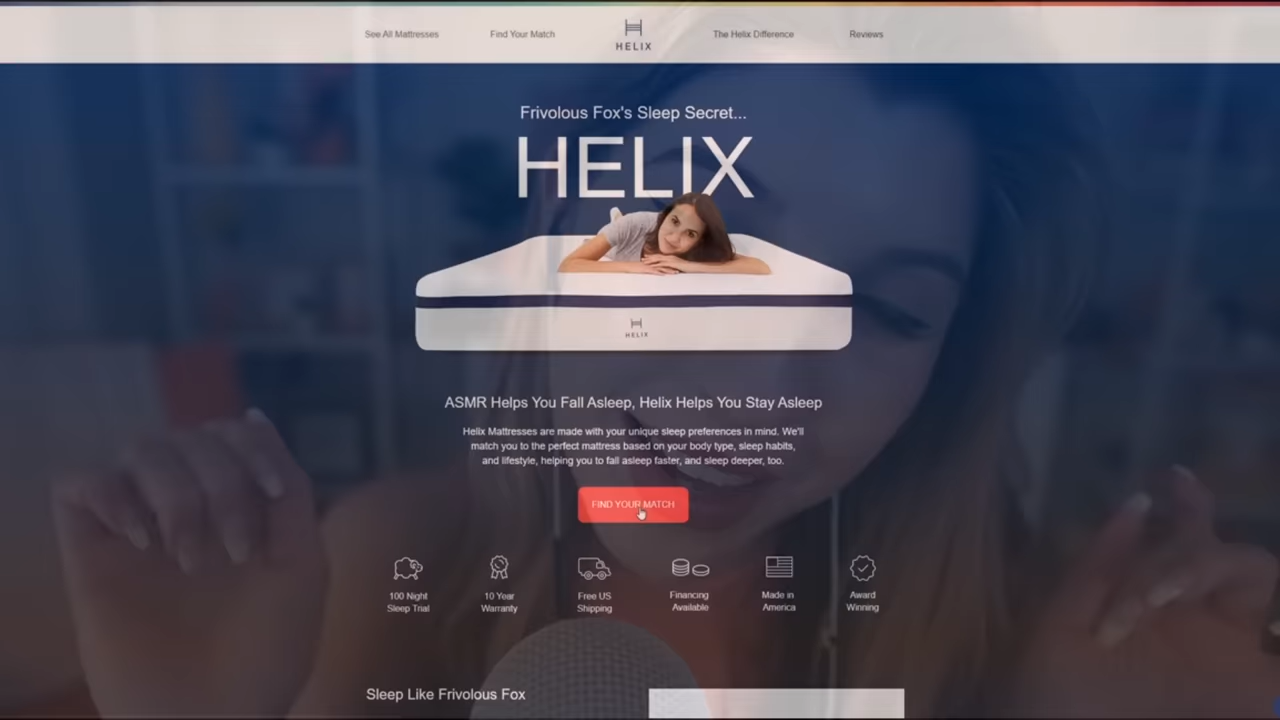 See All Mattresses
Find Your Match
HELIX
The Helix Difference
Reviews
Frivolous Fox's Sleep Secret...
HELIX
HELIX
ASMR Helps You Fall Asleep, Helix Helps You Stay Asleep
Helix Mattresses are made with your unique sleep preferences in mind. We'll
match you to the perfect mattress based on your body type, sleep habits,
and lifestyle, helping you to fall asleep faster, and sleep deeper, too.
FIND YOUR MATCH
100 Night
Sleep Trial
10 Year
Warranty
Free US
Shipping
Financing
Available
Made in
America
Award
Winning
Sleep Like Frivolous Fox